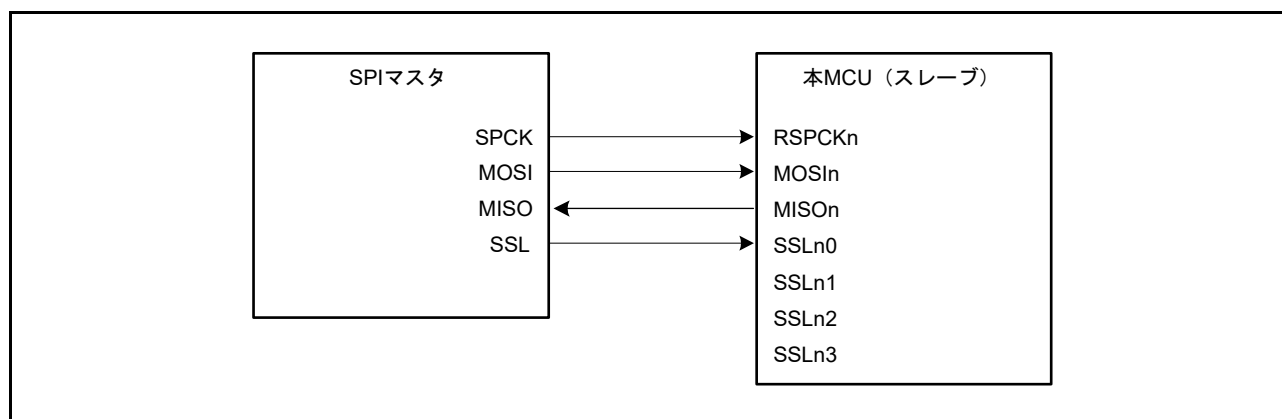 SPIマスタ
SPCK
MOSI
MISO
SSL
本MCU（スレーブ）
RSPCKn
MOSIn
MISOn
SSLn0
SSLn1
SSLn2
SSLn3